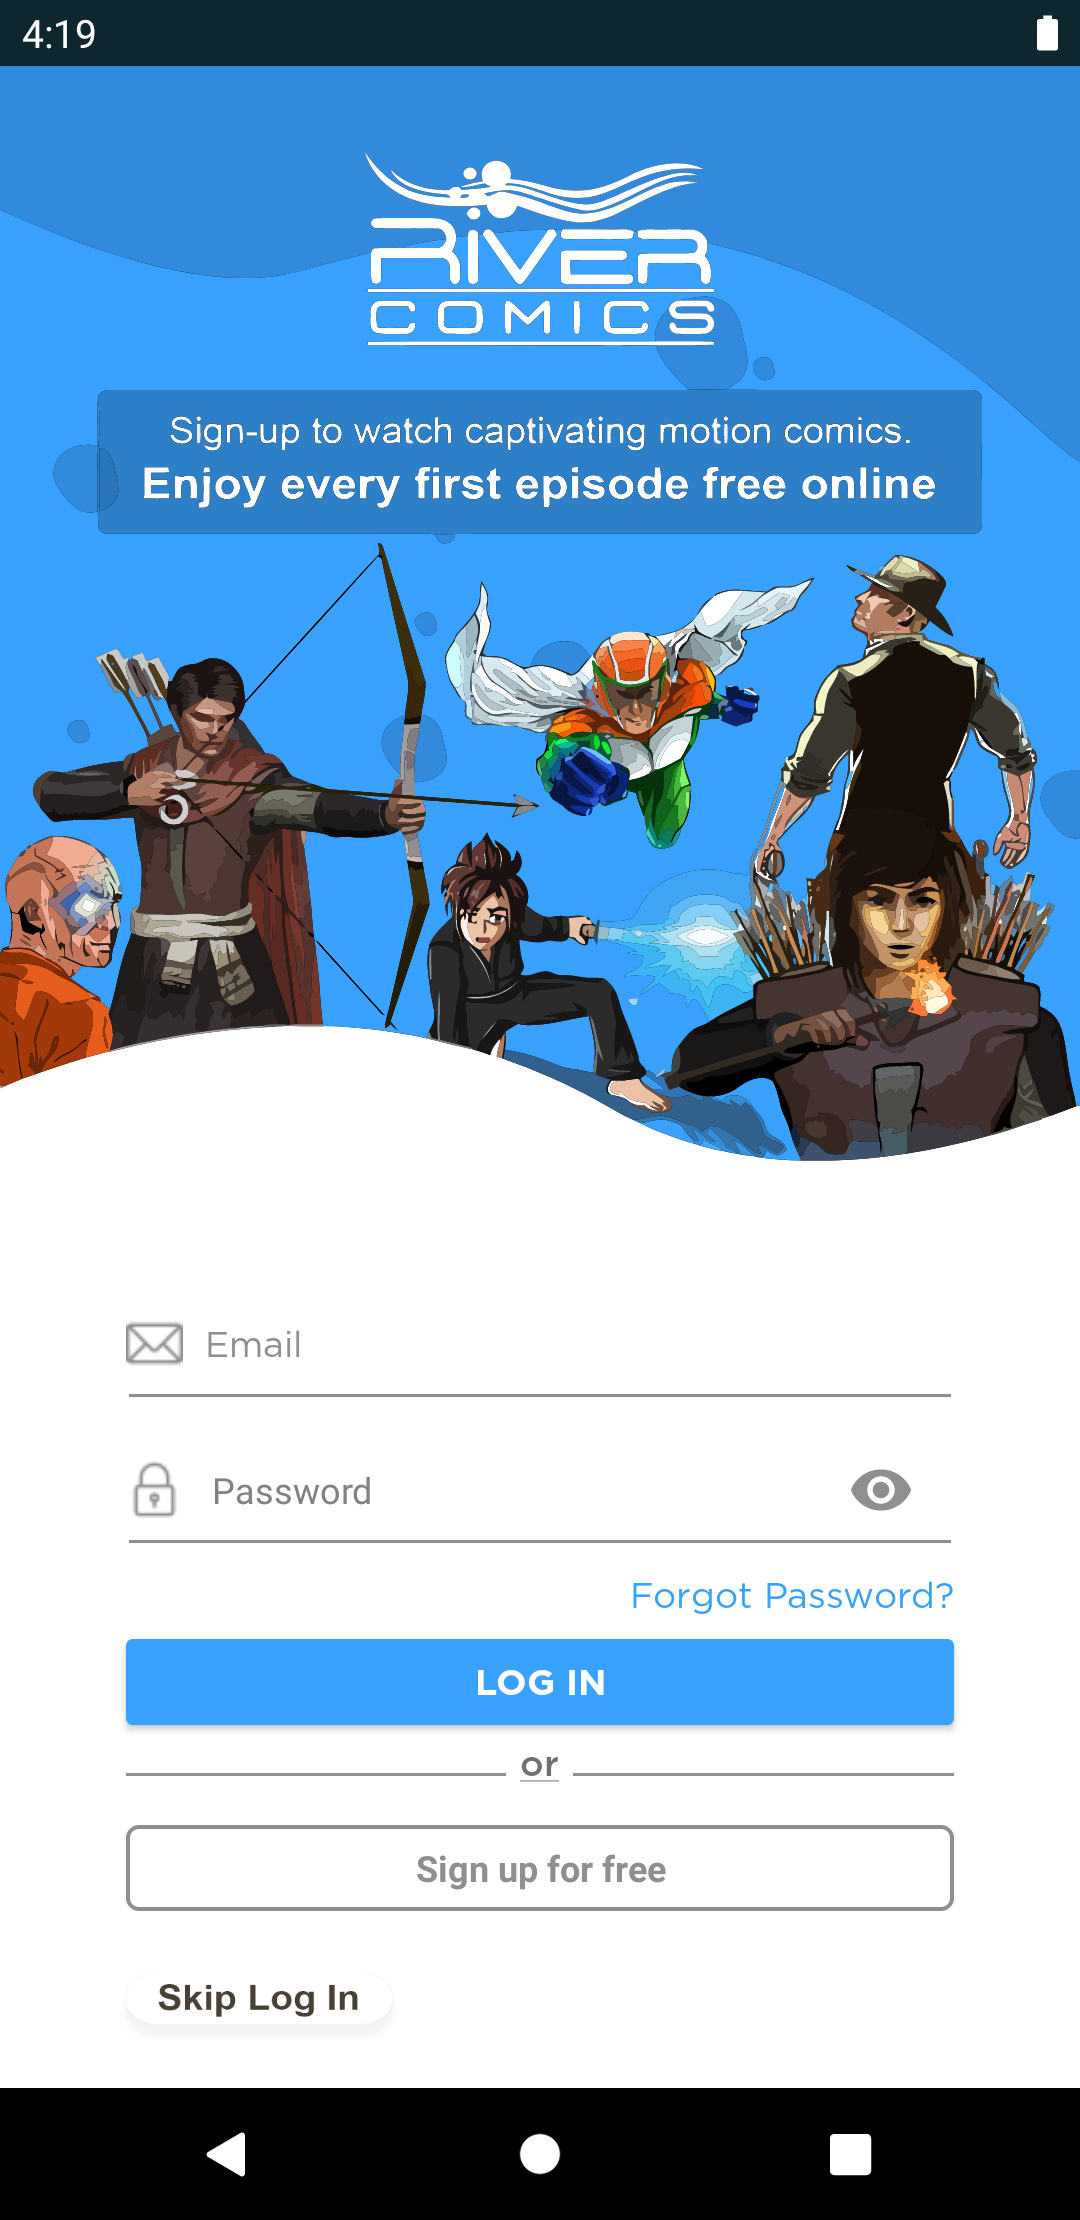 4:19
RIVER
COMICS
Sign-up to watch captivating motion comics.
Enjoy every first episode free online
Email
Password
Forgot Password?
LOG IN
or
Sign up for free
Skip Log In